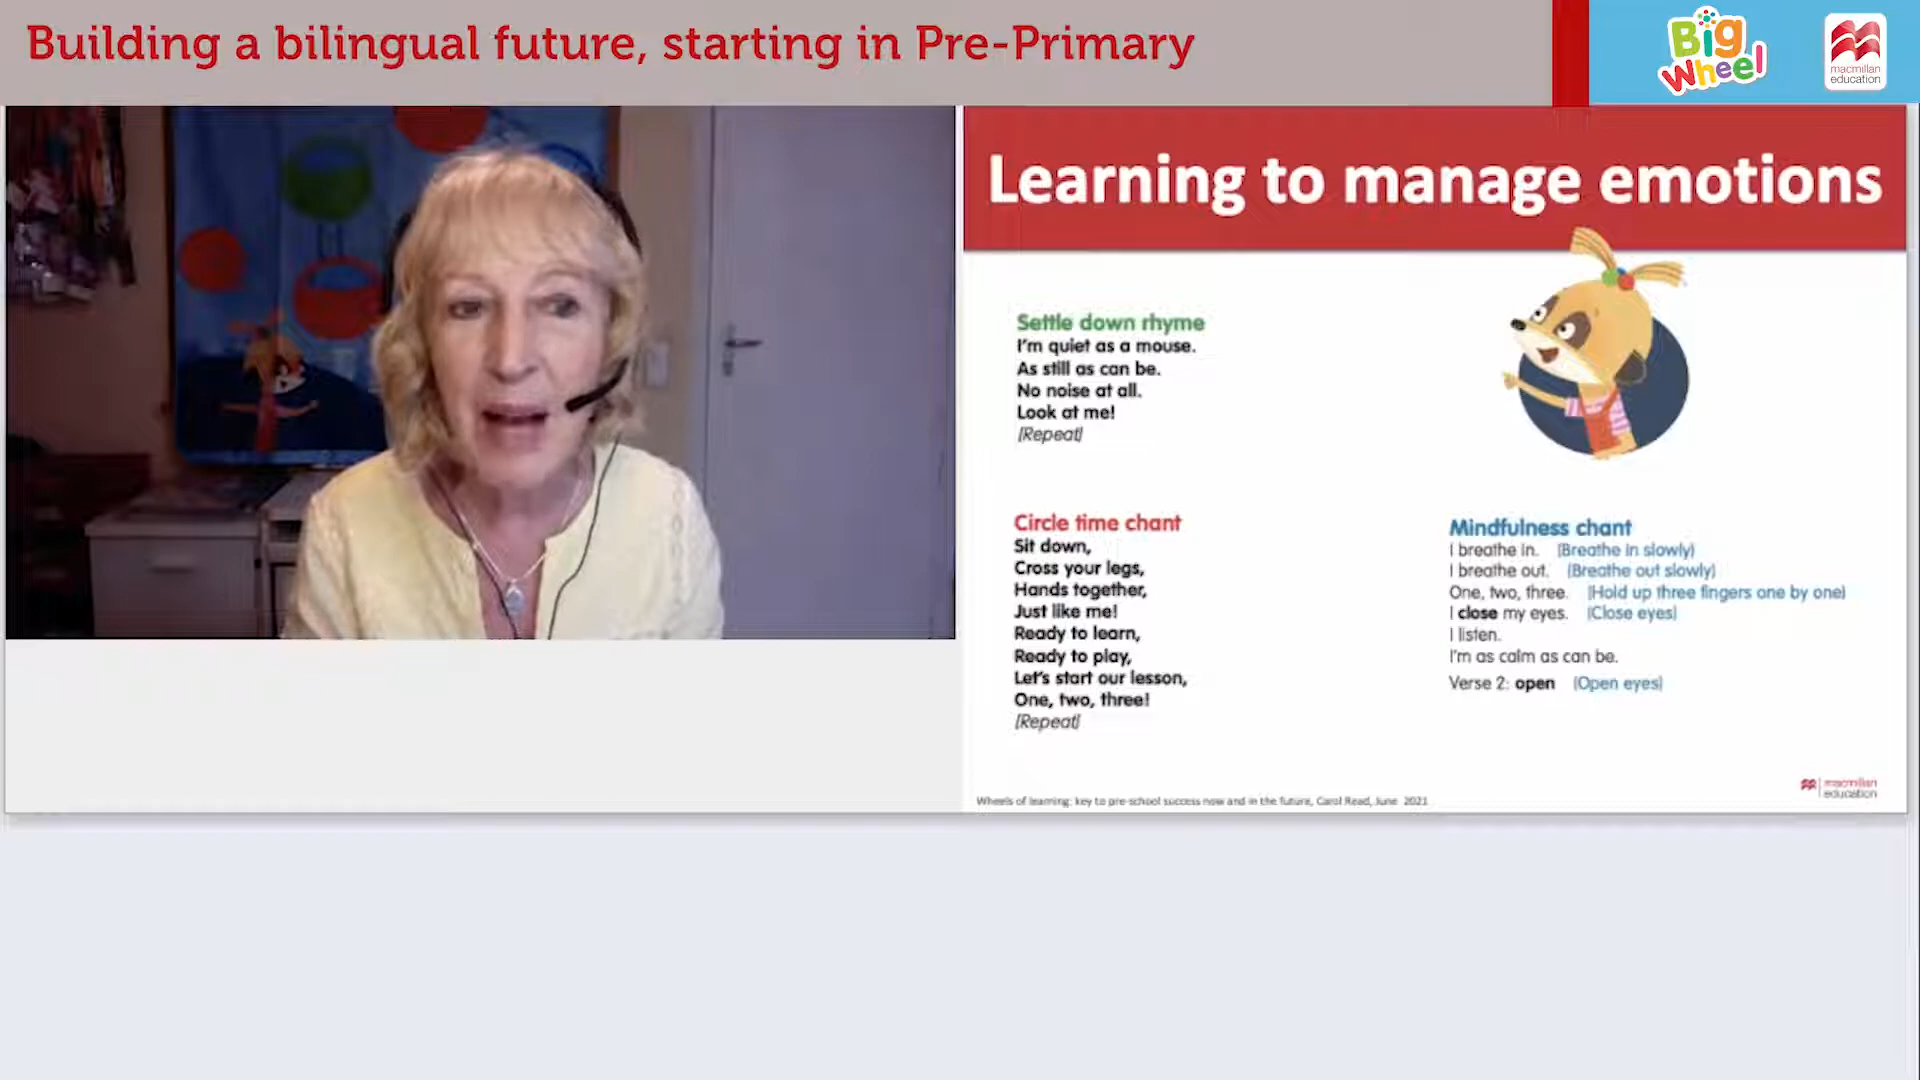 Building a bilingual future, starting in Pre-Primary
Big
Wheel
macmillan
education
Learning to manage emotions
Settle down rhyme
I'm quiet as a mouse.
As still as can be.
No noise at all.
Look at me!
[Repeat]
Circle time chant
Sit down,
Cross your legs,
Hands together,
Just like me!
Ready to learn,
Ready to play,
Let's start our lesson,
One, two, three!
[Repeat]
Mindfulness chant
I breathe in. [Breathe in slowly]
I breathe out. [Breathe out slowly]
One, two, three. [Hold up three fingers one by one]
I close my eyes. [Close eyes]
I listen.
I'm as calm as can be.
Verse 2: open [Open eyes]
Wheels of learning: key to pre-school success now and in the future, Carol Read, June 2021
macmillan
education